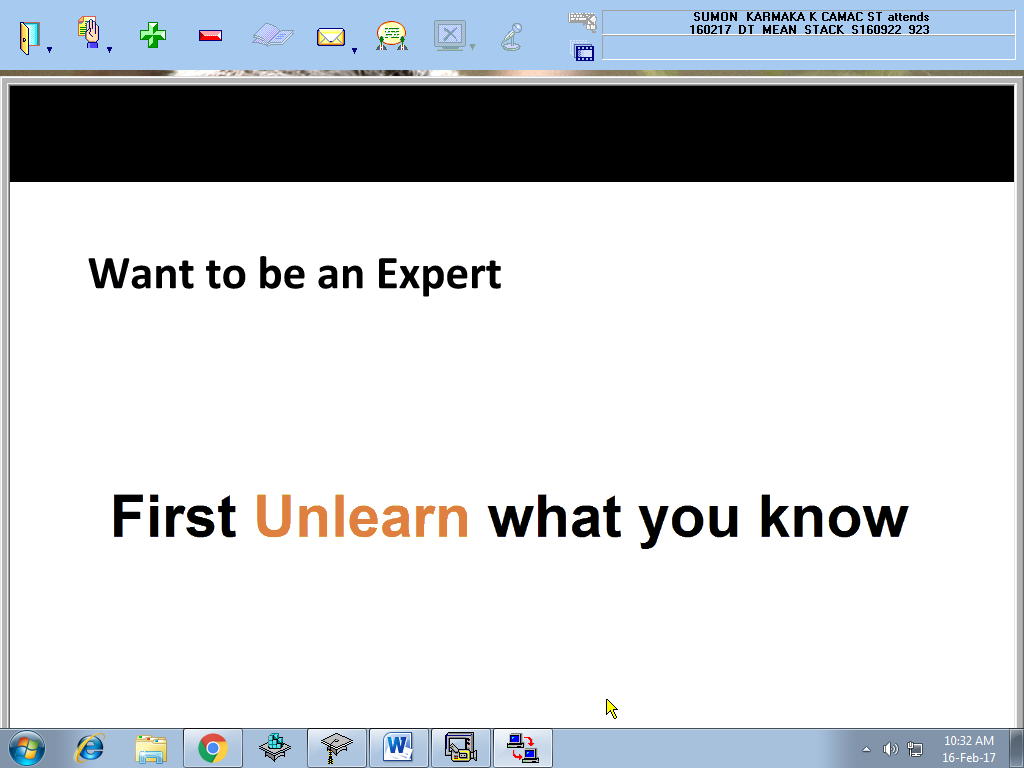 SUMON KARMAKA K CAMAC ST attends
160217 DT MEAN STACK S160922 923
Want to be an Expert
First Unlearn what you know
10:32 AM
16-Feb-17